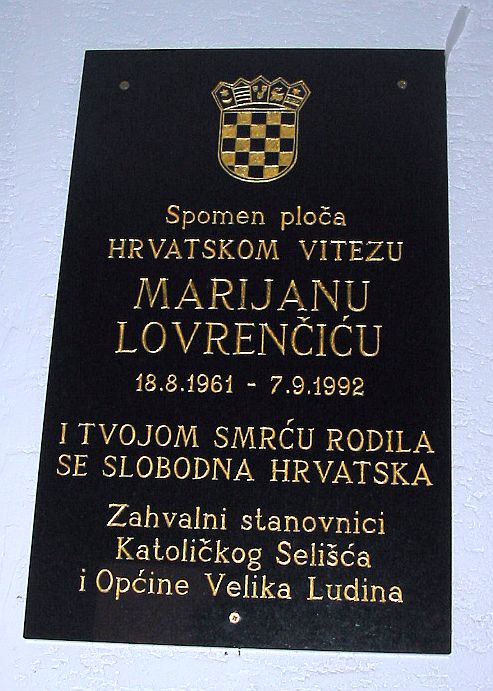 Spomen ploča
HRVATSKOM VITEZU
MARIJANU
LOVRENČIĆU
18.8.1961 - 7.9.1992
I TVOJOM SMRĆU RODILA
SE SLOBODNA HRVATSKA
Zahvalni stanovnici
Katoličkog Selišća
i Općine Velika Ludina